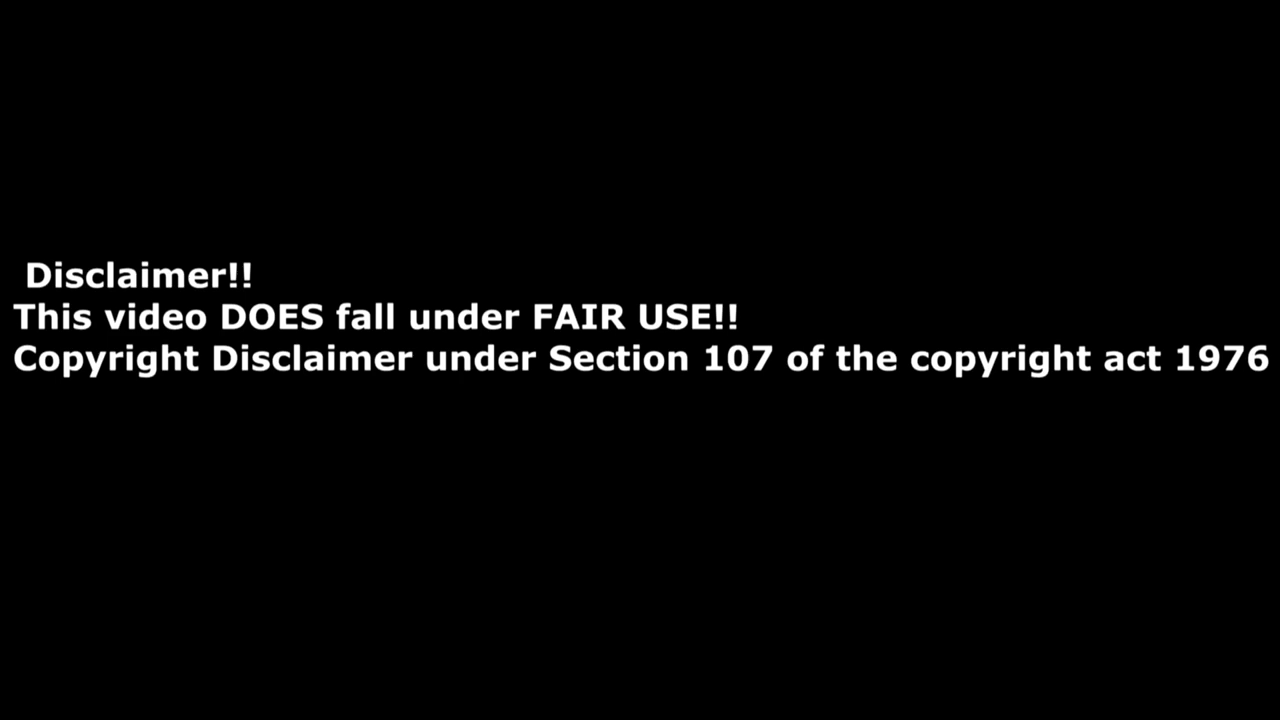 Disclaimer!!
This video DOES fall under FAIR USE!!
Copyright Disclaimer under Section 107 of the copyright act 1976